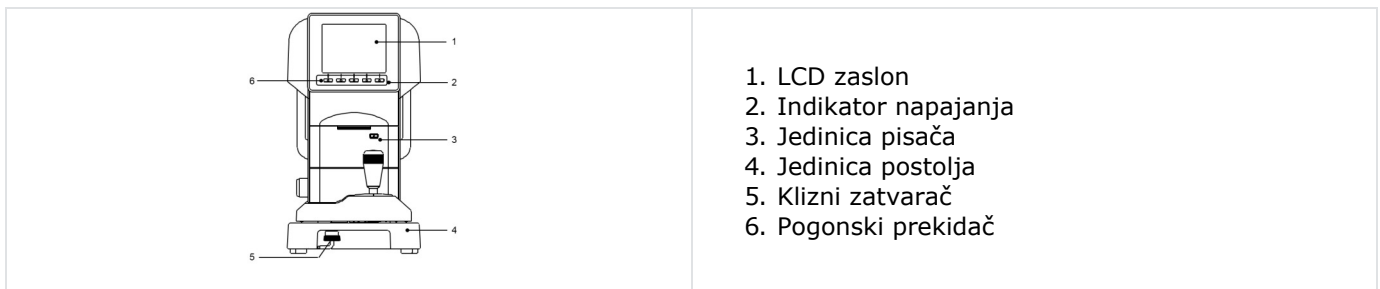 1
6
2
3
4
5
1. LCD zaslon
2. Indikator napajanja
3. Jedinica pisača
4. Jedinica postolja
5. Klizni zatvarač
6. Pogonski prekidač